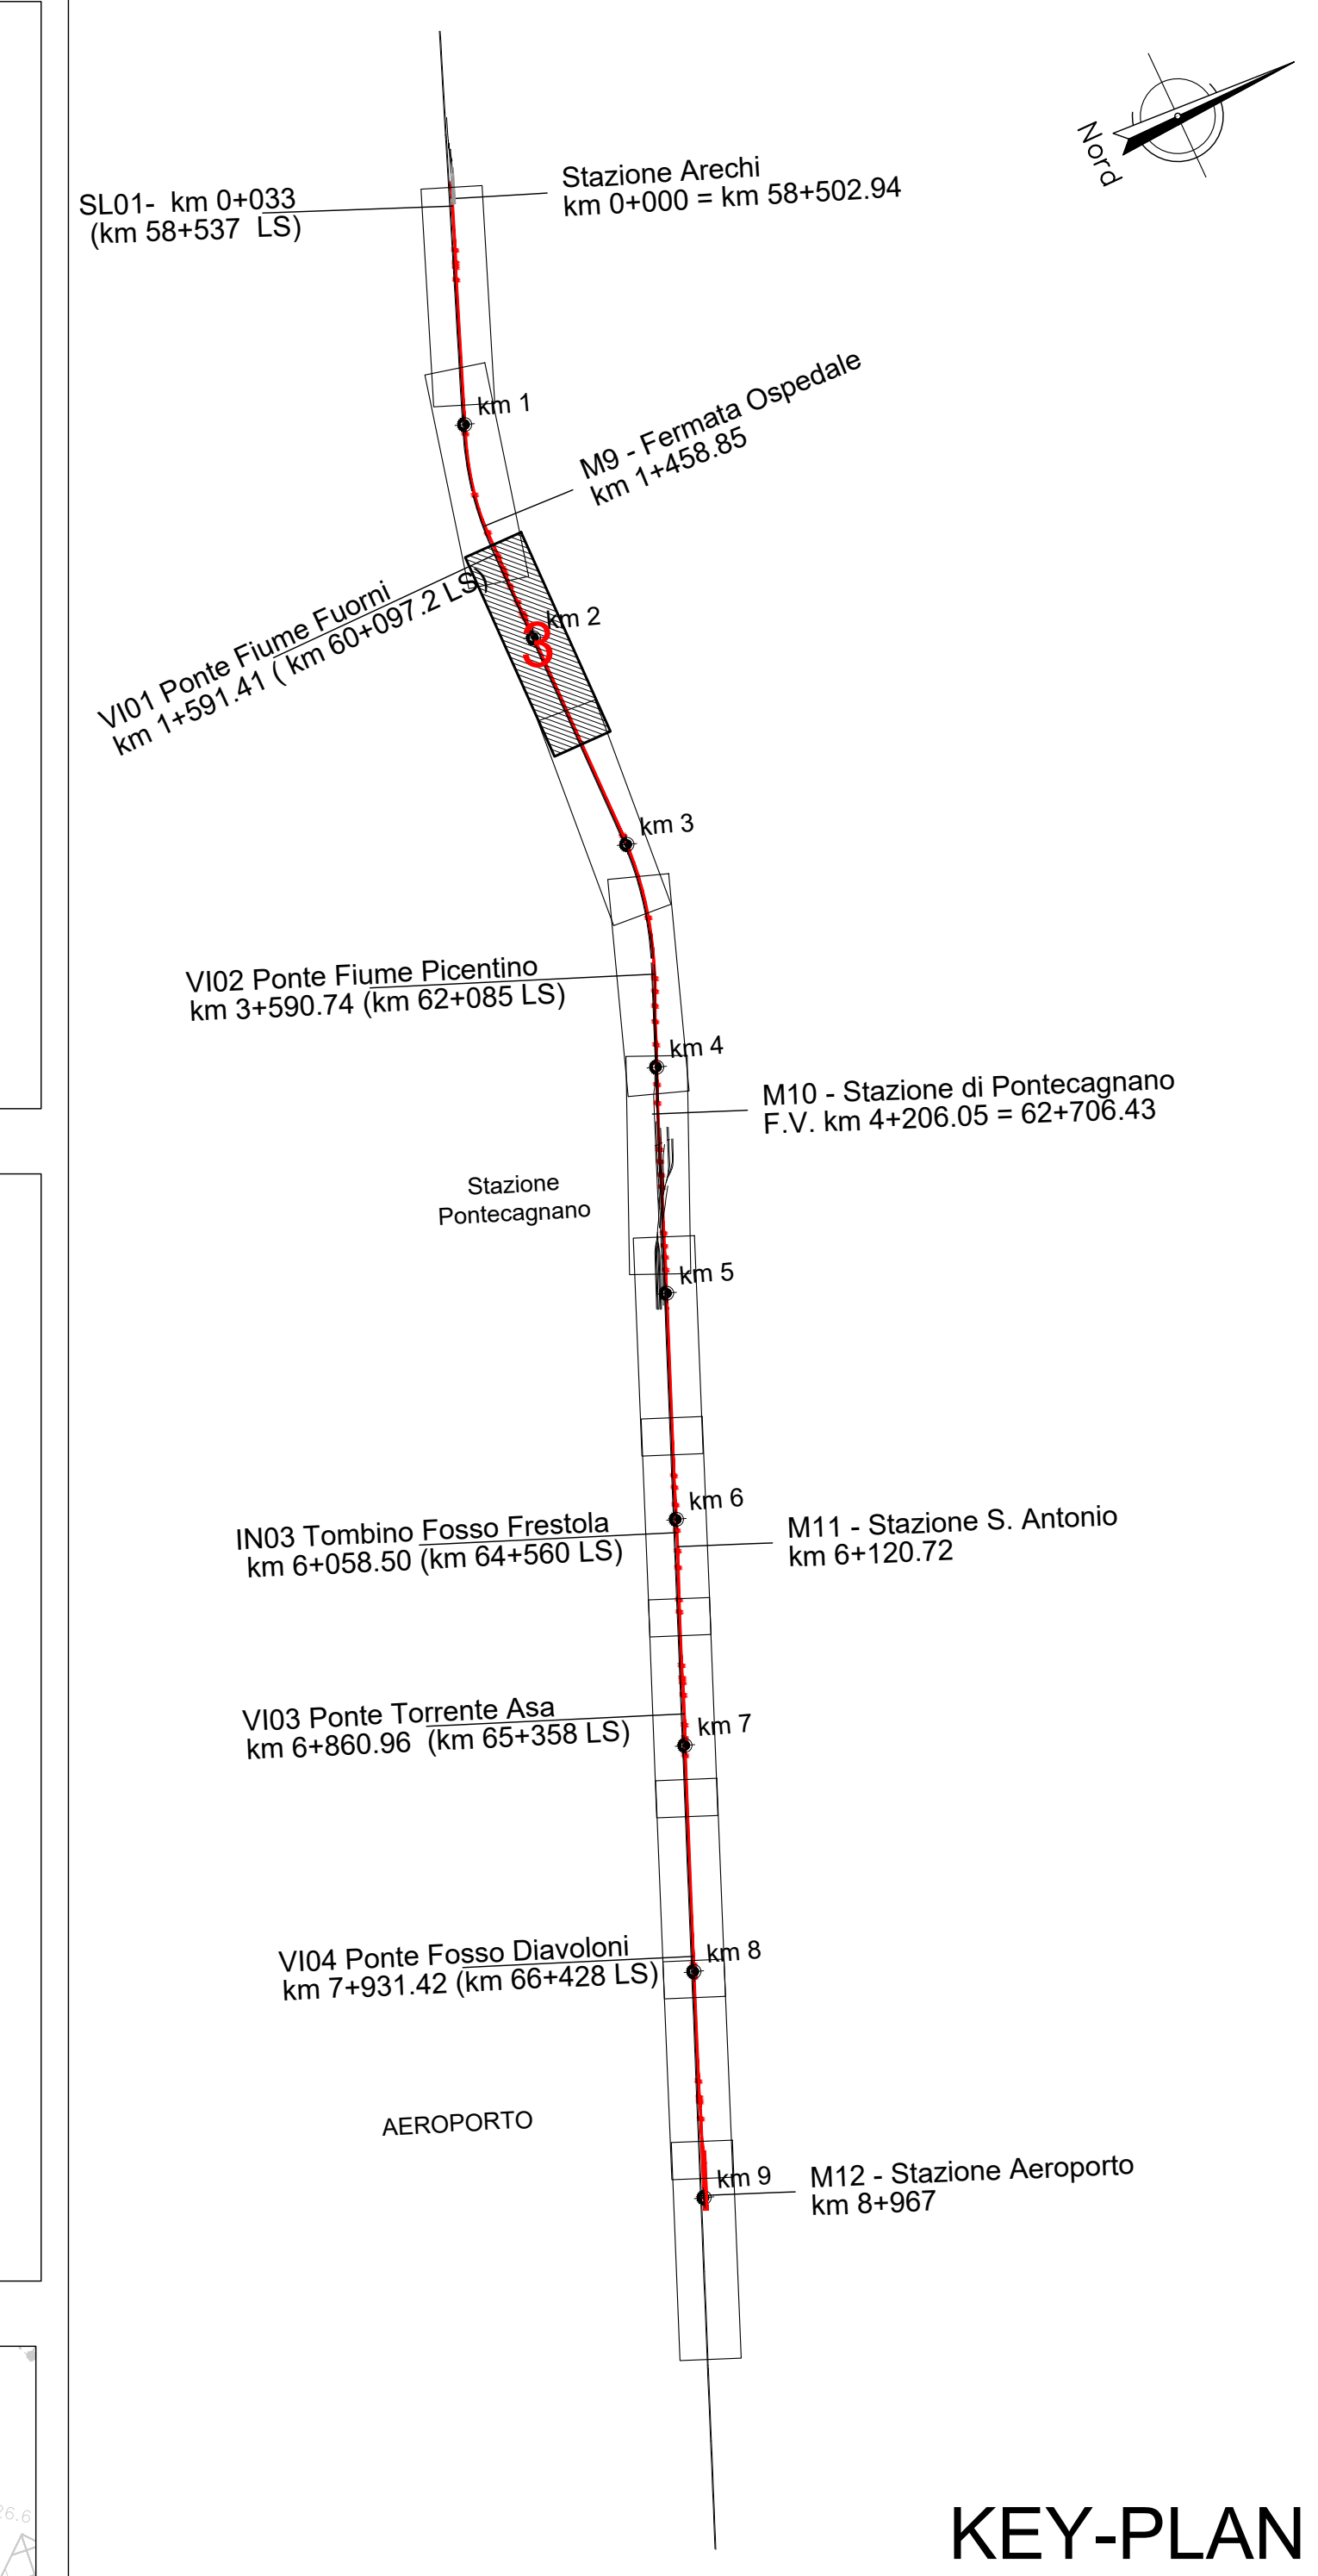 Nord
Stazione Arechi
km 0+000 = km 58+502.94
SL01- km 0+033
(km 58+537 LS)
km 1
M9 - Fermata Ospedale
km 1+458.85
VI01 Ponte Fiume Fuorni
km 1+591.41 ( km 60+097.2 LS)
km 2
3
km 3
VI02 Ponte Fiume Picentino
km 3+590.74 (km 62+085 LS)
km 4
M10 - Stazione di Pontecagnano
F.V. km 4+206.05 = 62+706.43
Stazione
Pontecagnano
km 5
km 6
IN03 Tombino Fosso Frestola
km 6+058.50 (km 64+560 LS)
M11 - Stazione S. Antonio
km 6+120.72
VI03 Ponte Torrente Asa
km 6+860.96 (km 65+358 LS)
km 7
VI04 Ponte Fosso Diavoloni
km 7+931.42 (km 66+428 LS)
km 8
AEROPORTO
km 9
M12 - Stazione Aeroporto
km 8+967
KEY-PLAN